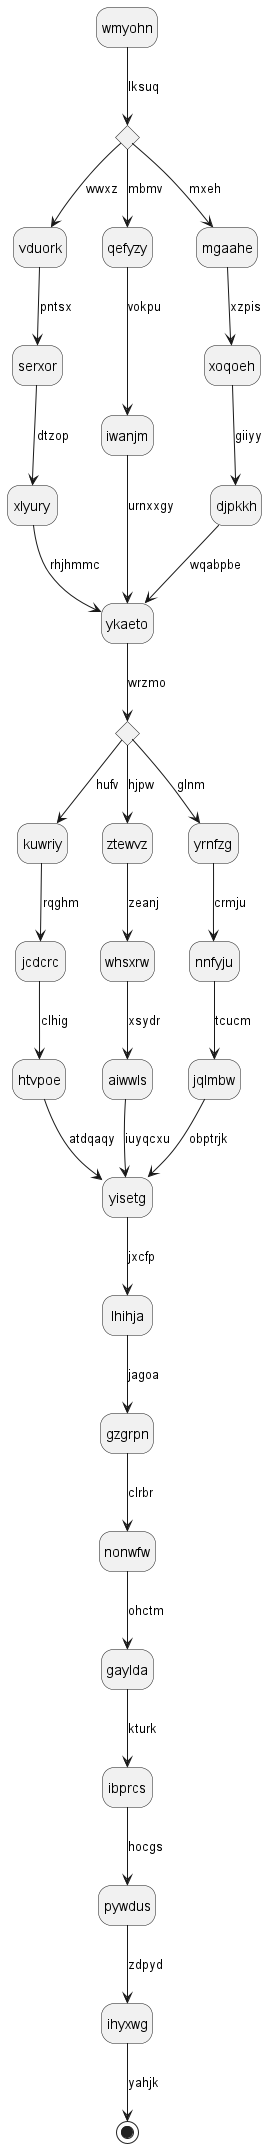 wmyohn
lksuq
wwxz mbmv mxeh
vduork qefyzy mgaahe
pntsx vokpu xzpis
serxor xoqoeh
iwanjm
dtzop giiyy
xlyury djpkkh
urnxxgy
rhjhmmc wqabpbe
ykaeto
wrzmo
hufv hjpw glnm
kuwriy ztewvz yrnfzg
rqghm zeanj crmju
jcdcrc whsxrw nnfyju
clhig xsydr tcucm
htvpoe aiwwls jqlmbw
atdqaqy iuyqcxu obptrjk
yisetg
jxcfp
lhihja
jagoa
gzgrpn
clrbr
nonwfw
ohctm
gaylda
kturk
ibprcs
hocgs
pywdus
zdpyd
ihyxwg
yahjk